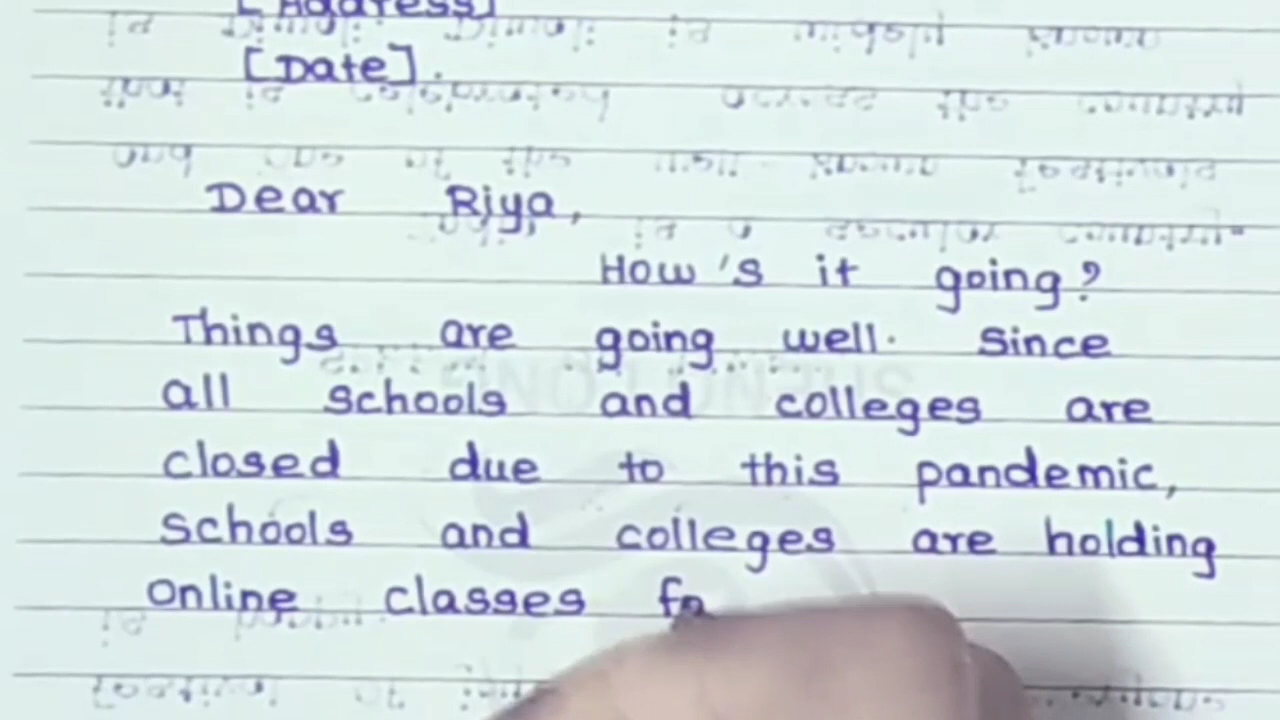 [Address]
[Date].
Dear Riya,
How's it going?
Things are going well. Since
all schools and colleges are
closed due to this pandemic,
schools and colleges are holding
online classes